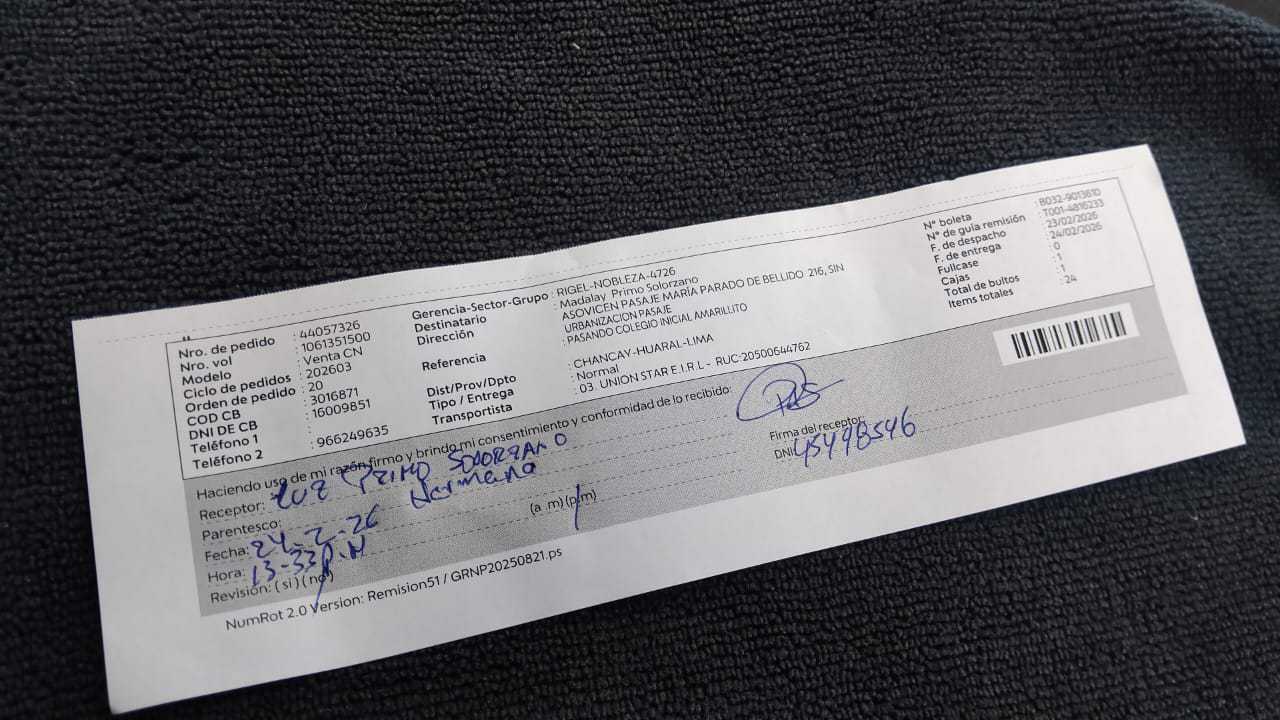 Nro. de pedido : 44057326
Nro. vol : 1061351500
Modelo : Venta CN
Ciclo de pedidos : 202603
Orden de pedido : 20
COD CB : 3016871
DNI DE CB : 16009851
Teléfono 1 : 966249635
Teléfono 2
Gerencia-Sector-Grupo : RIGEL-NOBLEZA-4726
Destinatario : Madalay Primo Solorzano
Dirección : ASOVICEN PASAJE MARÍA PARADO DE BELLIDO 216, SIN
URBANIZACION PASAJE
Referencia : PASANDO COLEGIO INICIAL AMARILLITO
Dist/Prov/Dpto : CHANCAY-HUARAL-LIMA
Tipo / Entrega : Normal
Transportista : 03 UNION STAR E.I.R.L - RUC:20500644762
N° boleta : B032-9013610
N° de guía remisión : T001-4816233
F. de despacho : 23/02/2026
F. de entrega : 24/02/2026
Fullcase : 0
Cajas : 1
Total de bultos : 1
Items totales : 24
Haciendo uso de mi razón firmo y brindo mi consentimiento y conformidad de lo recibido:
Receptor: LUZ PRIMO
Parentesco: Hermana
Fecha: 24-2-26
Hora: 13-33 P.M (a .m) (p.m)
Revisión: ( si ) ( no )
Firma del receptor:
DNI 45498546
NumRot 2.0 Version: Remision51 / GRNP20250821.ps